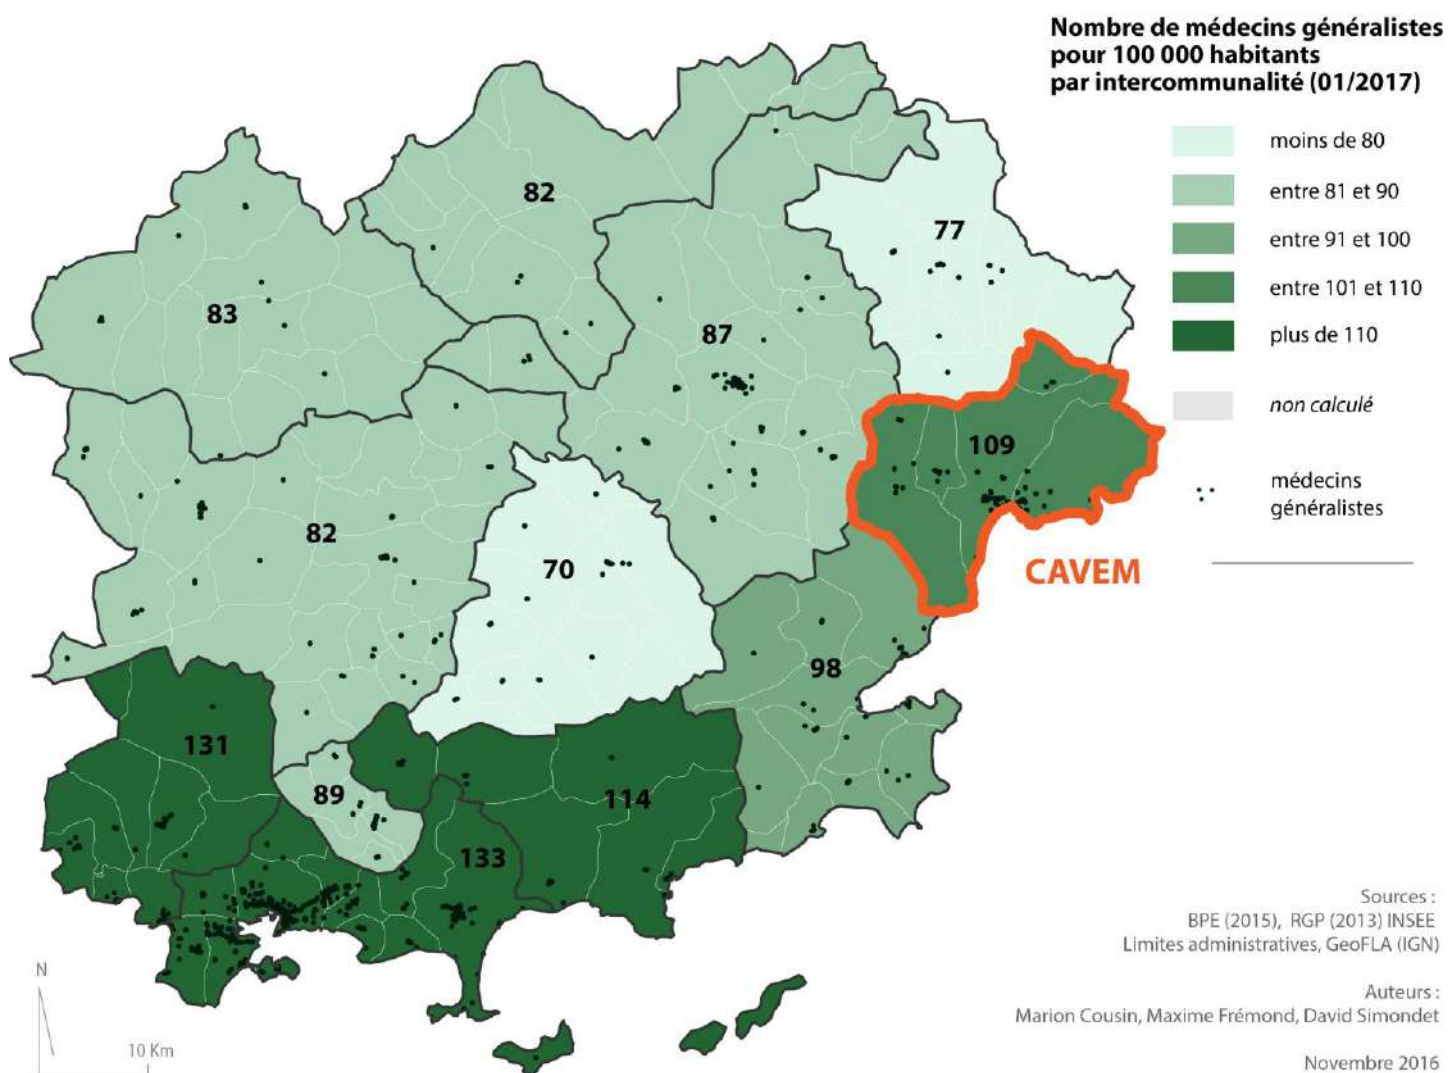 Nombre de médecins généralistes
pour 100 000 habitants
par intercommunalité (01/2017)
moins de 80
entre 81 et 90
entre 91 et 100
entre 101 et 110
plus de 110
non calculé
médecins
généralistes
82
77
83
87
109
82
70
CAVEM
98
131
89
114
133
Sources :
BPE (2015), RGP (2013) INSEE
Limites administratives, GeoFLA (IGN)
Auteurs :
Marion Cousin, Maxime Frémond, David Simondet
Novembre 2016
N
10 Km